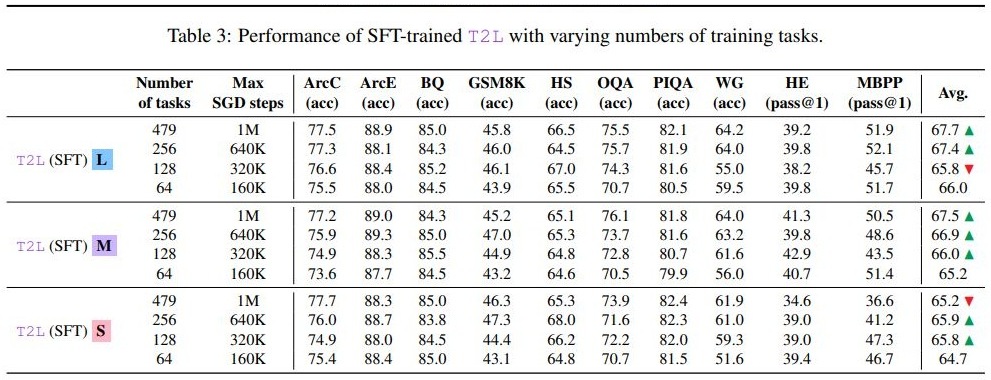 Table 3: Performance of SFT-trained T2L with varying numbers of training tasks.
Number of tasks Max SGD steps ArcC (acc) ArcE (acc) BQ (acc) GSM8K (acc) HS (acc) OQA (acc) PIQA (acc) WG (acc) HE (pass@1) MBPP (pass@1) Avg.
T2L (SFT) L
479 1M 77.5 88.9 85.0 45.8 66.5 75.5 82.1 64.2 39.2 51.9 67.7 ▲
256 640K 77.3 88.1 84.3 46.0 64.5 75.7 81.9 64.0 39.8 52.1 67.4 ▲
128 320K 76.6 88.4 85.2 46.1 67.0 74.3 81.6 55.0 38.2 45.7 65.8 ▼
64 160K 75.5 88.0 84.5 43.9 65.5 70.7 80.5 59.5 39.8 51.7 66.0
T2L (SFT) M
479 1M 77.2 89.0 84.3 45.2 65.1 76.1 81.8 64.0 41.3 50.5 67.5 ▲
256 640K 75.9 89.3 85.0 47.0 65.3 73.7 81.6 63.2 39.8 48.6 66.9 ▲
128 320K 74.9 88.3 85.5 44.9 64.8 72.8 80.7 61.6 42.9 43.5 66.0 ▲
64 160K 73.6 87.7 84.5 43.2 64.6 70.5 79.9 56.0 40.7 51.4 65.2
T2L (SFT) S
479 1M 77.7 88.3 85.0 46.3 65.3 73.9 82.4 61.9 34.6 36.6 65.2 ▼
256 640K 76.0 88.7 83.8 47.3 68.0 71.6 82.3 61.0 39.0 41.2 65.9 ▲
128 320K 74.9 88.0 84.5 44.4 66.2 72.2 82.0 59.3 39.0 47.3 65.8 ▲
64 160K 75.4 88.4 85.0 43.1 64.8 70.7 81.5 51.6 39.4 46.7 64.7